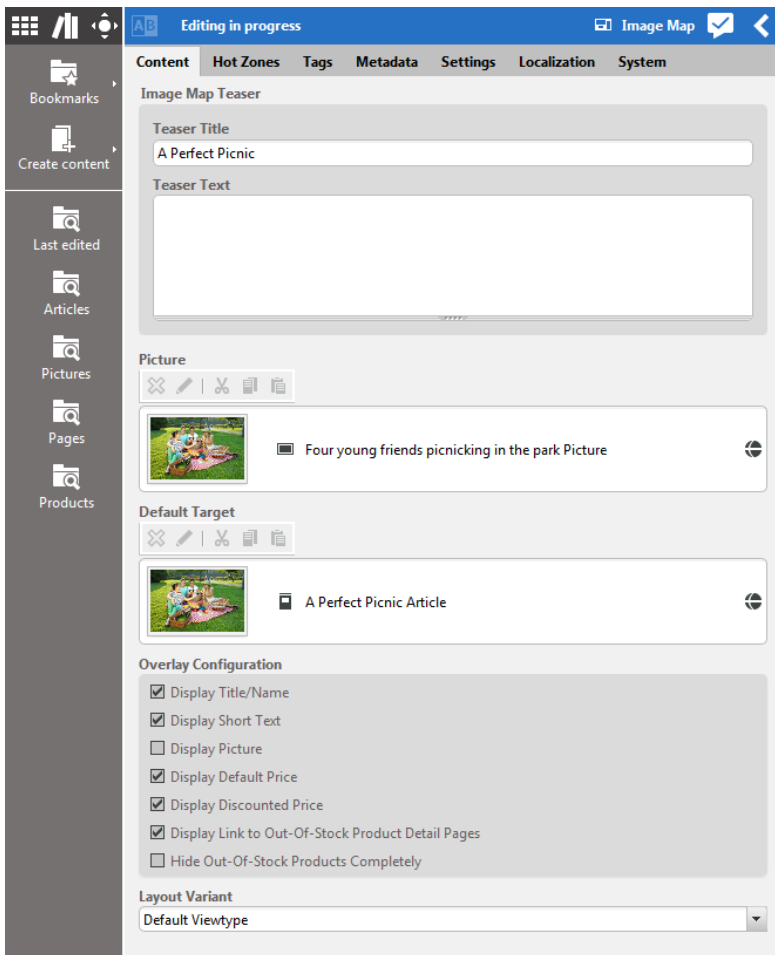 AB Editing in progress Image Map
Content Hot Zones Tags Metadata Settings Localization System
Bookmarks
Create content
Last edited
Articles
Pictures
Pages
Products
Image Map Teaser
Teaser Title
A Perfect Picnic
Teaser Text
Picture
Four young friends picnicking in the park Picture
Default Target
A Perfect Picnic Article
Overlay Configuration
Display Title/Name
Display Short Text
Display Picture
Display Default Price
Display Discounted Price
Display Link to Out-Of-Stock Product Detail Pages
Hide Out-Of-Stock Products Completely
Layout Variant
Default Viewtype